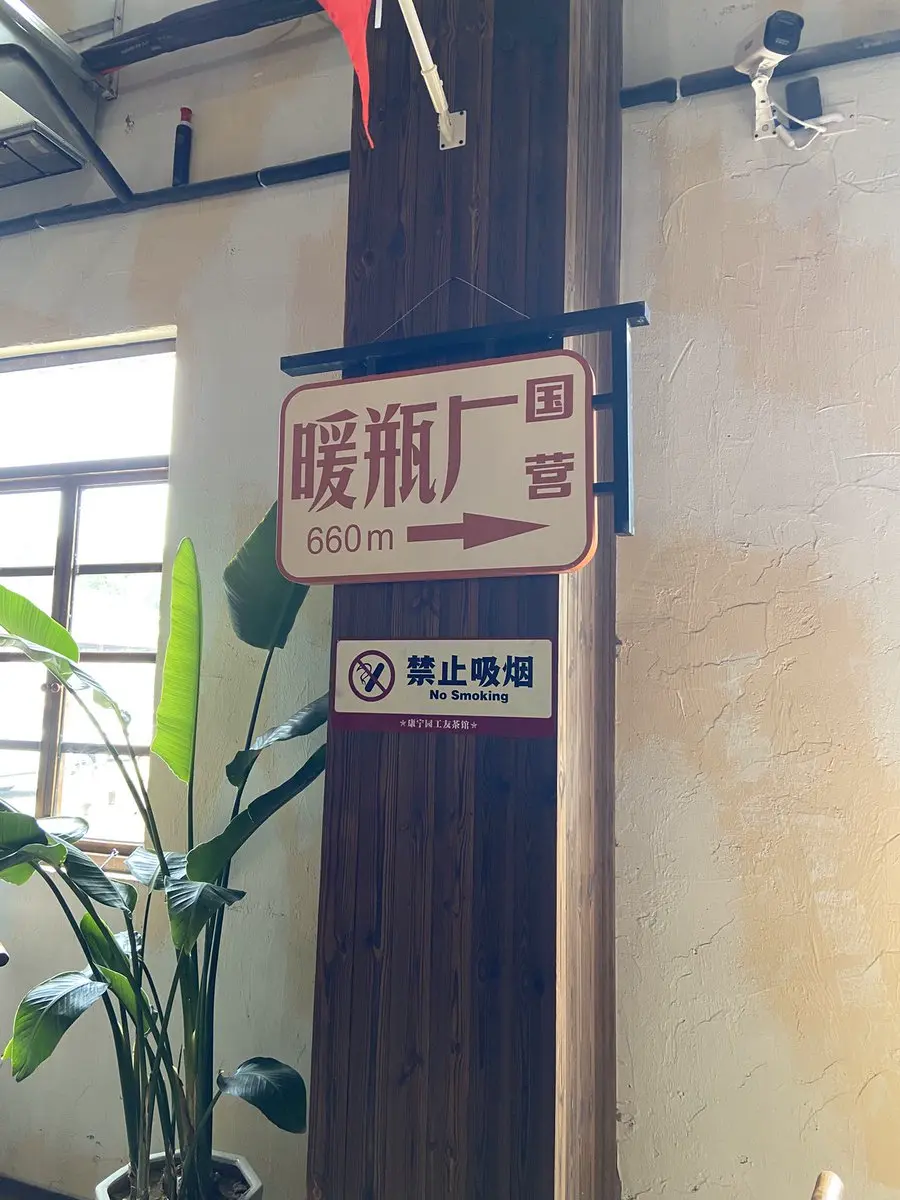 暖瓶厂
国营
660m
禁止吸烟
No Smoking
★康宁园工友茶馆★